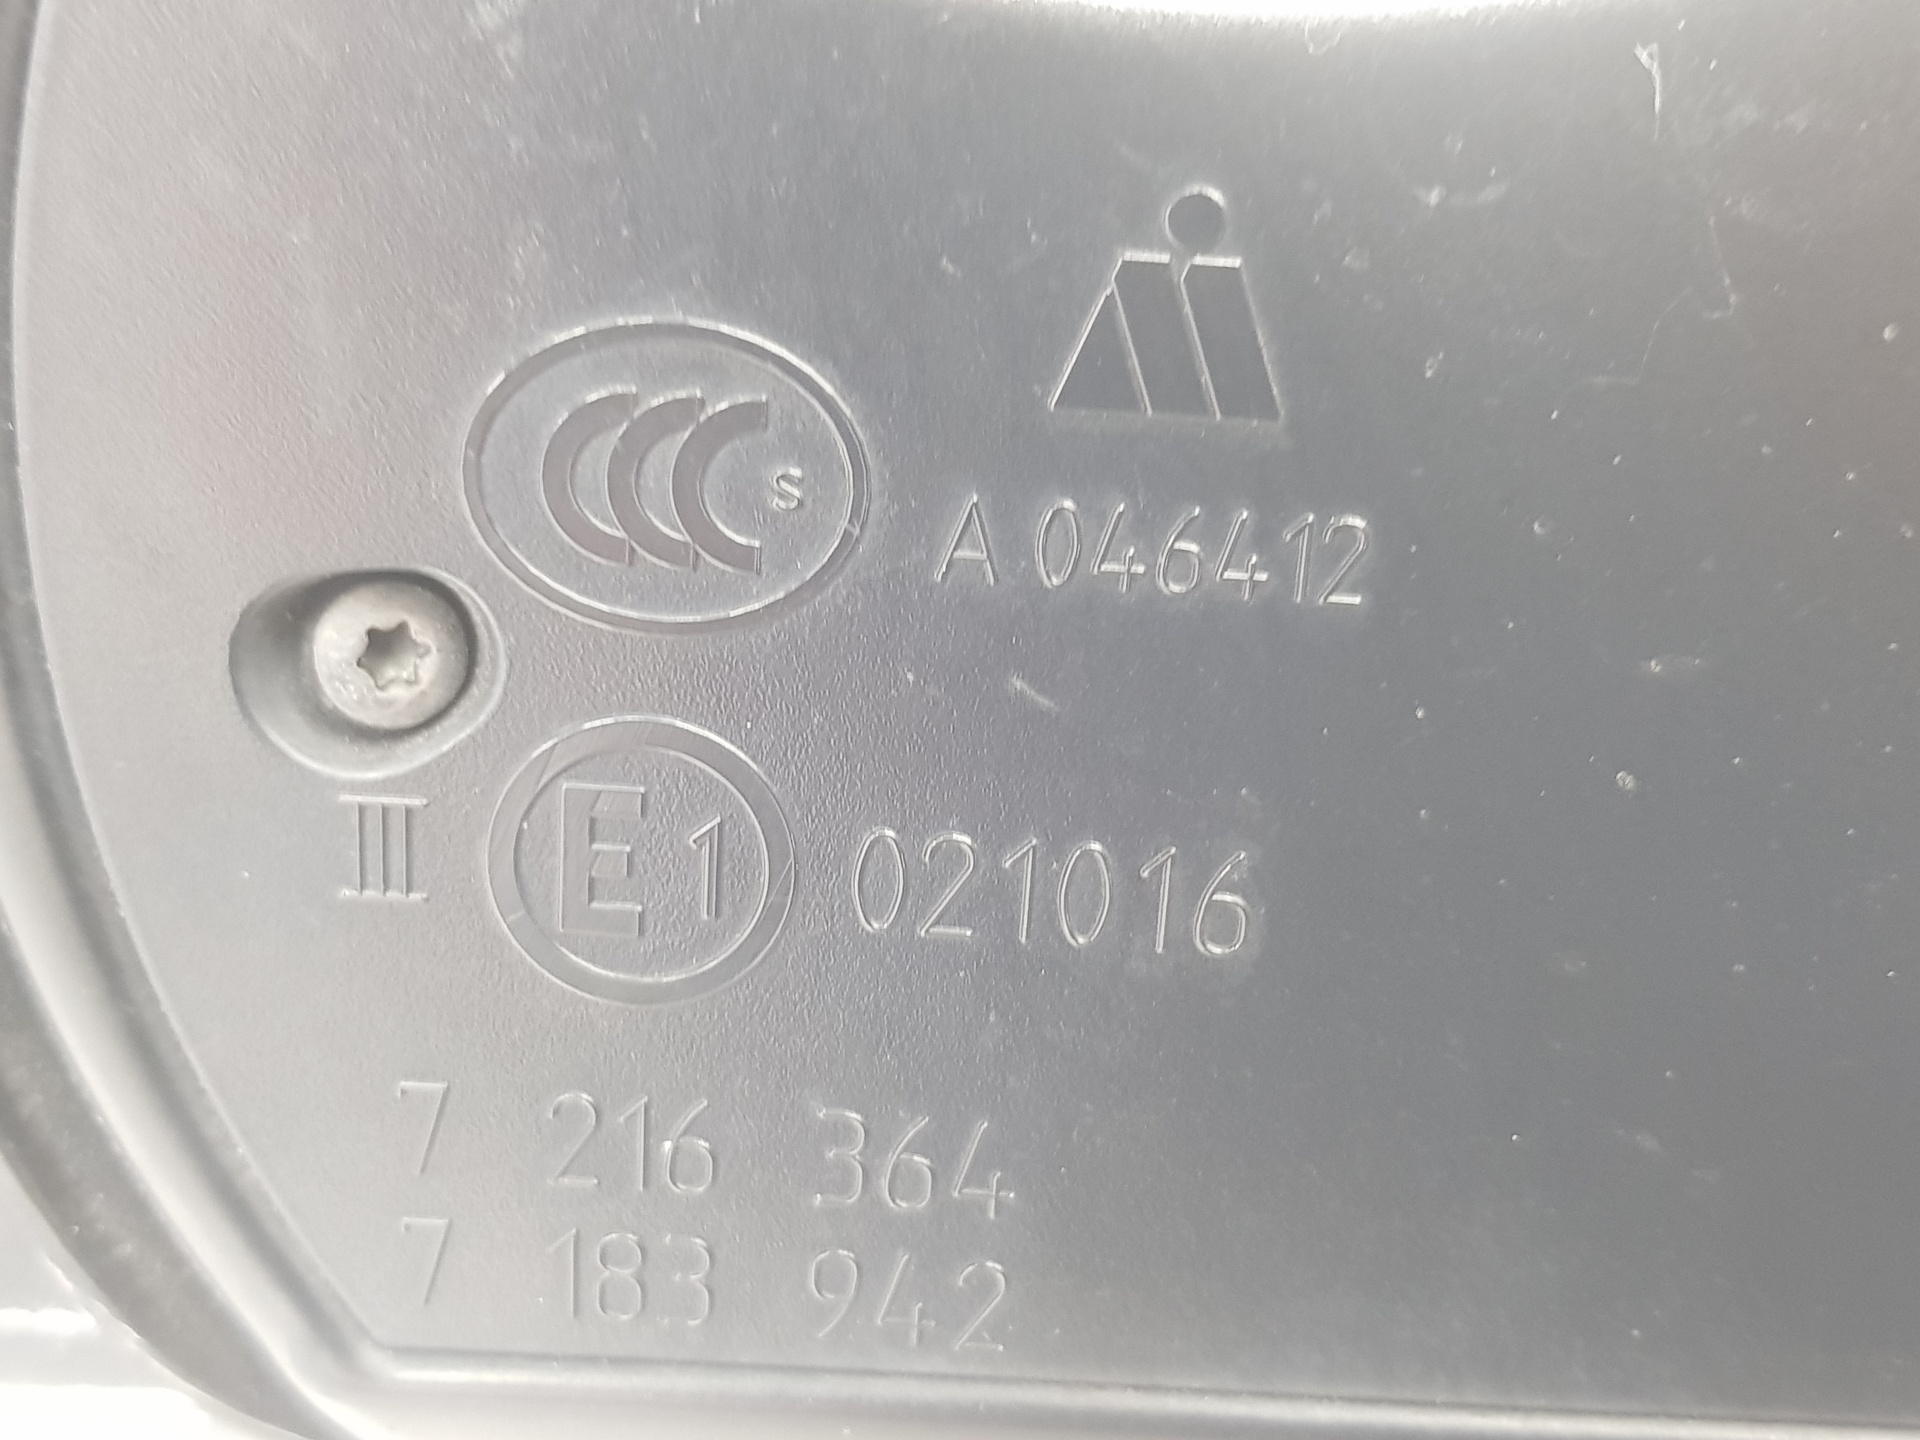 CCC S
A 046412
III E1 021016
7 216 364
7 183 942